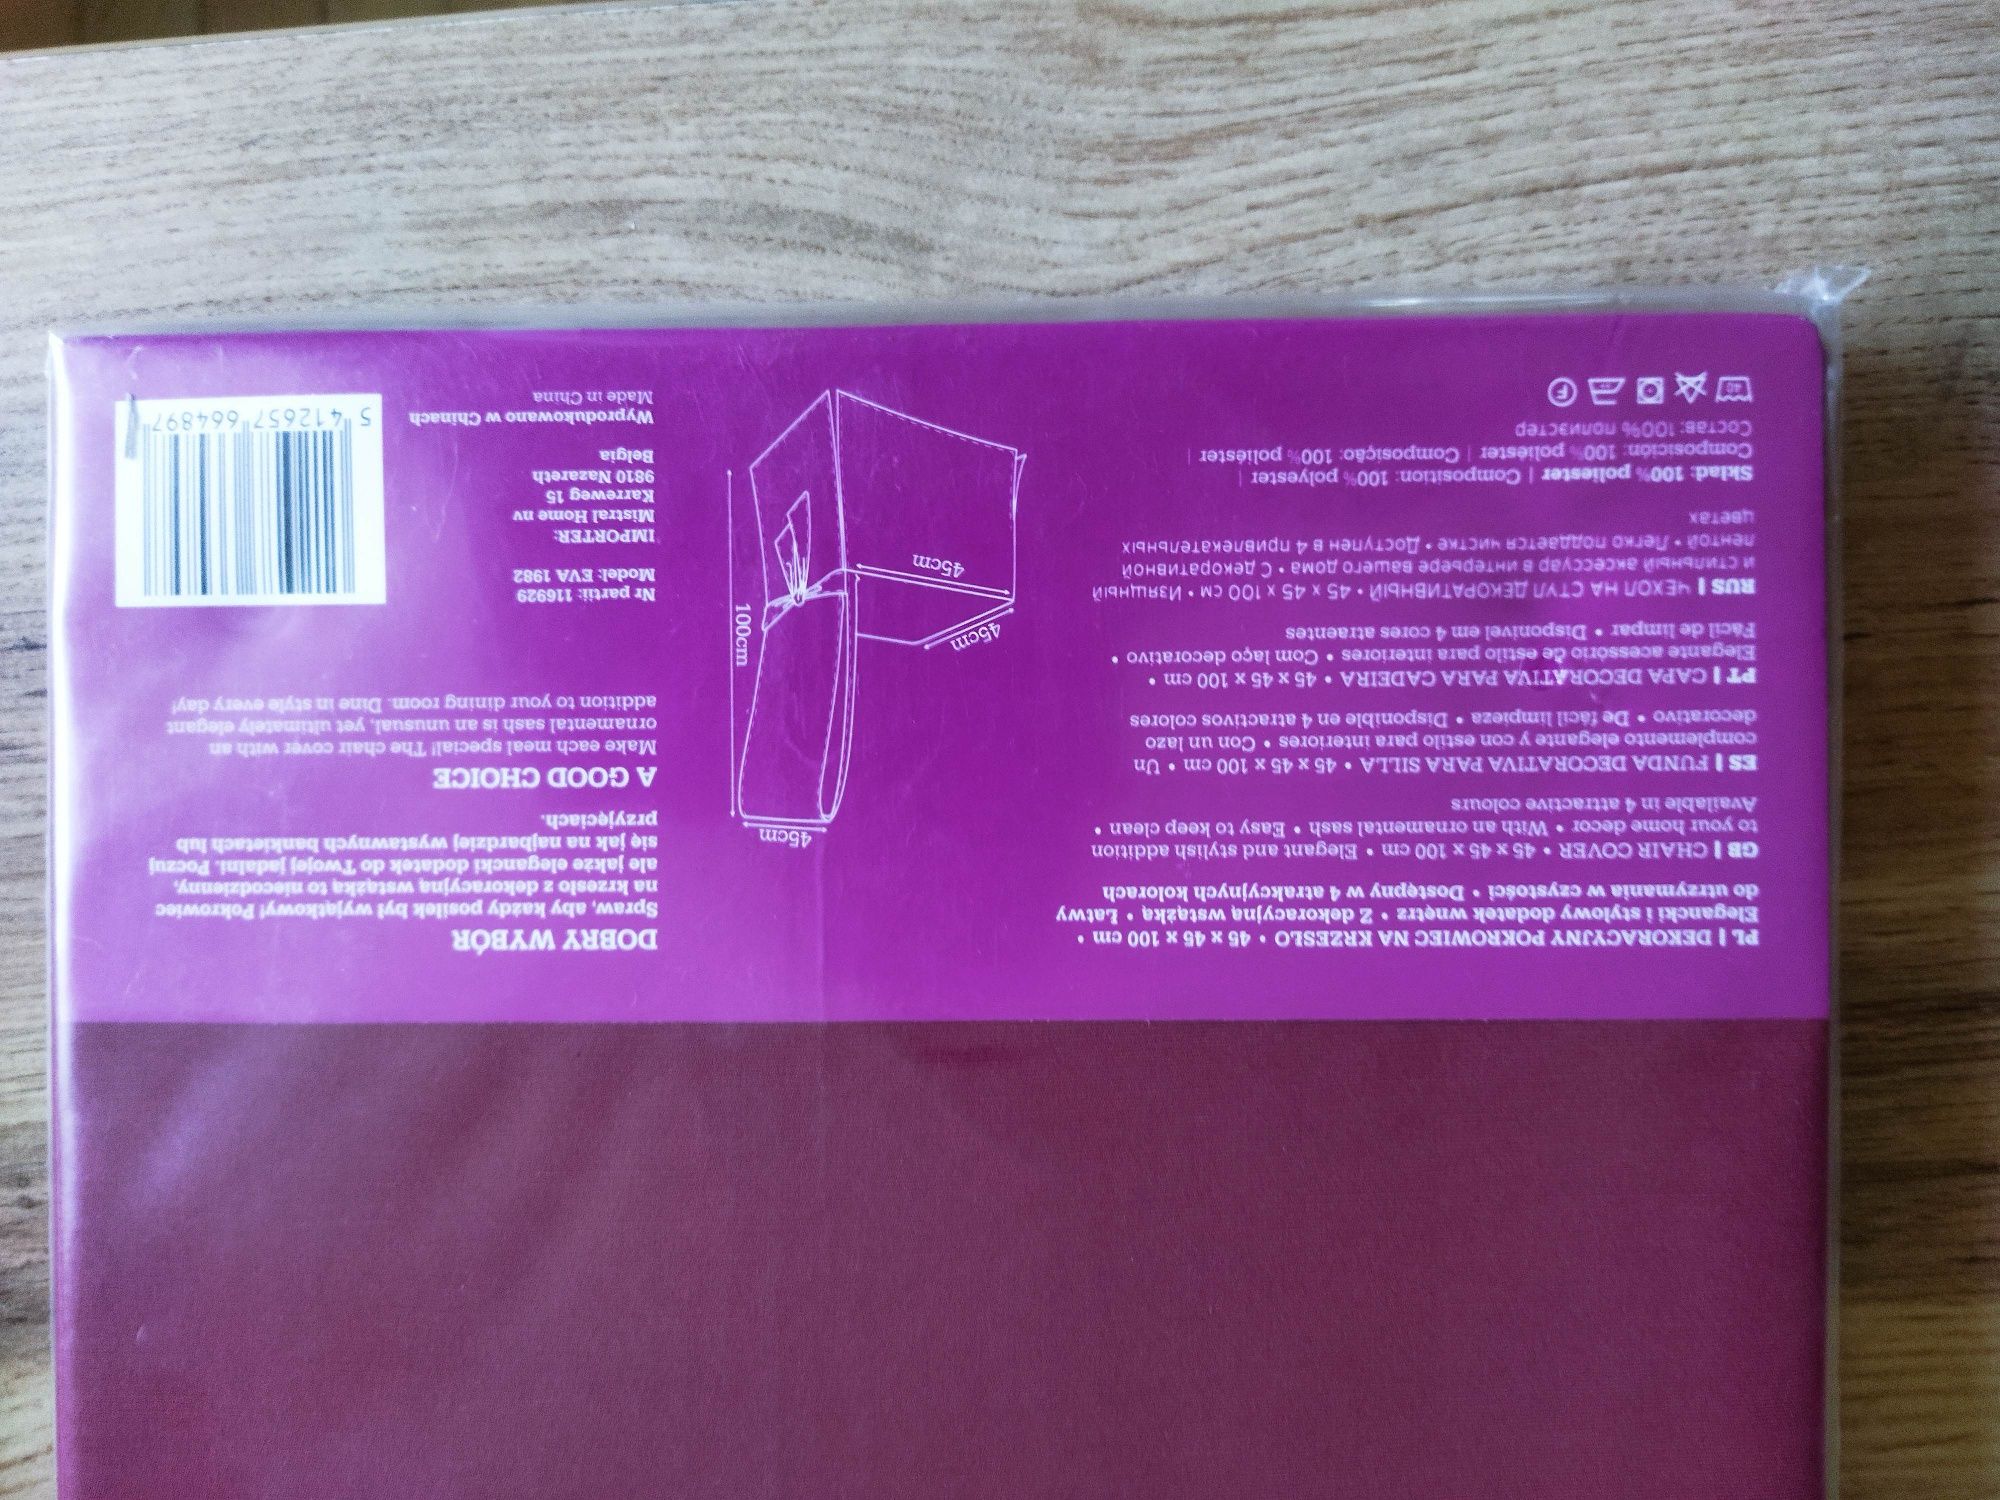 PL | DEKORACYJNY POKROWIEC NA KRZESŁO • 45 x 45 x 100 cm •
Elegancki i stylowy dodatek wnętrz • Z dekoracyjną wstążką • Łatwy
do utrzymania w czystości • Dostępny w 4 atrakcyjnych kolorach
GB | CHAIR COVER • 45 x 45 x 100 cm • Elegant and stylish addition
to your home decor • With an ornamental sash • Easy to keep clean •
Available in 4 attractive colours
ES | FUNDA DECORATIVA PARA SILLA • 45 x 45 x 100 cm • Un
complemento elegante y con estilo para interiores • Con un lazo
decorativo • De fácil limpieza • Disponible en 4 atractivos colores
PT | CAPA DECORATIVA PARA CADEIRA • 45 x 45 x 100 cm •
Elegante acessório de estilo para interiores • Com laço decorativo •
Fácil de limpar • Disponível em 4 cores atraentes
RUS | ЧЕХОЛ НА СТУЛ ДЕКОРАТИВНЫЙ • 45 x 45 x 100 см • Изящный
и стильный аксессуар в интерьере вашего дома • С декоративной
лентой • Легко поддается чистке • Доступен в 4 привлекательных
цветах
Skład: 100% poliester | Composition: 100% polyester |
Composición: 100% poliéster | Composição: 100% poliéster |
Состав: 100% полиэстер
40
F
45cm
100cm
45cm
45cm
DOBRY WYBÓR
Spraw, aby każdy posiłek był wyjątkowy! Pokrowiec
na krzesło z dekoracyjną wstążką to niecodzienny,
ale jakże elegancki dodatek do Twojej jadalni. Poczuj
się jak na najbardziej wystawnych bankietach lub
przyjęciach.
A GOOD CHOICE
Make each meal special! The chair cover with an
ornamental sash is an unusual, yet ultimately elegant
addition to your dining room. Dine in style every day!
Nr partii: 116929
Model: EVA 1982
IMPORTER:
Mistral Home nv
Karreweg 15
9810 Nazareth
Belgia
Wyprodukowano w Chinach
Made in China
5 412657 664897